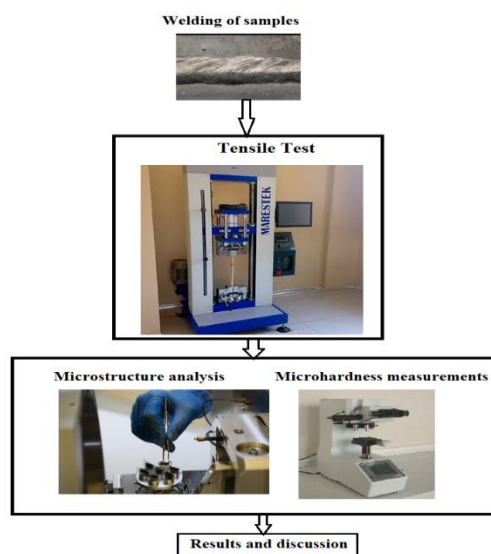 Welding of samples
Tensile Test
MARESTEK
Microstructure analysis
Microhardness measurements
Results and discussion